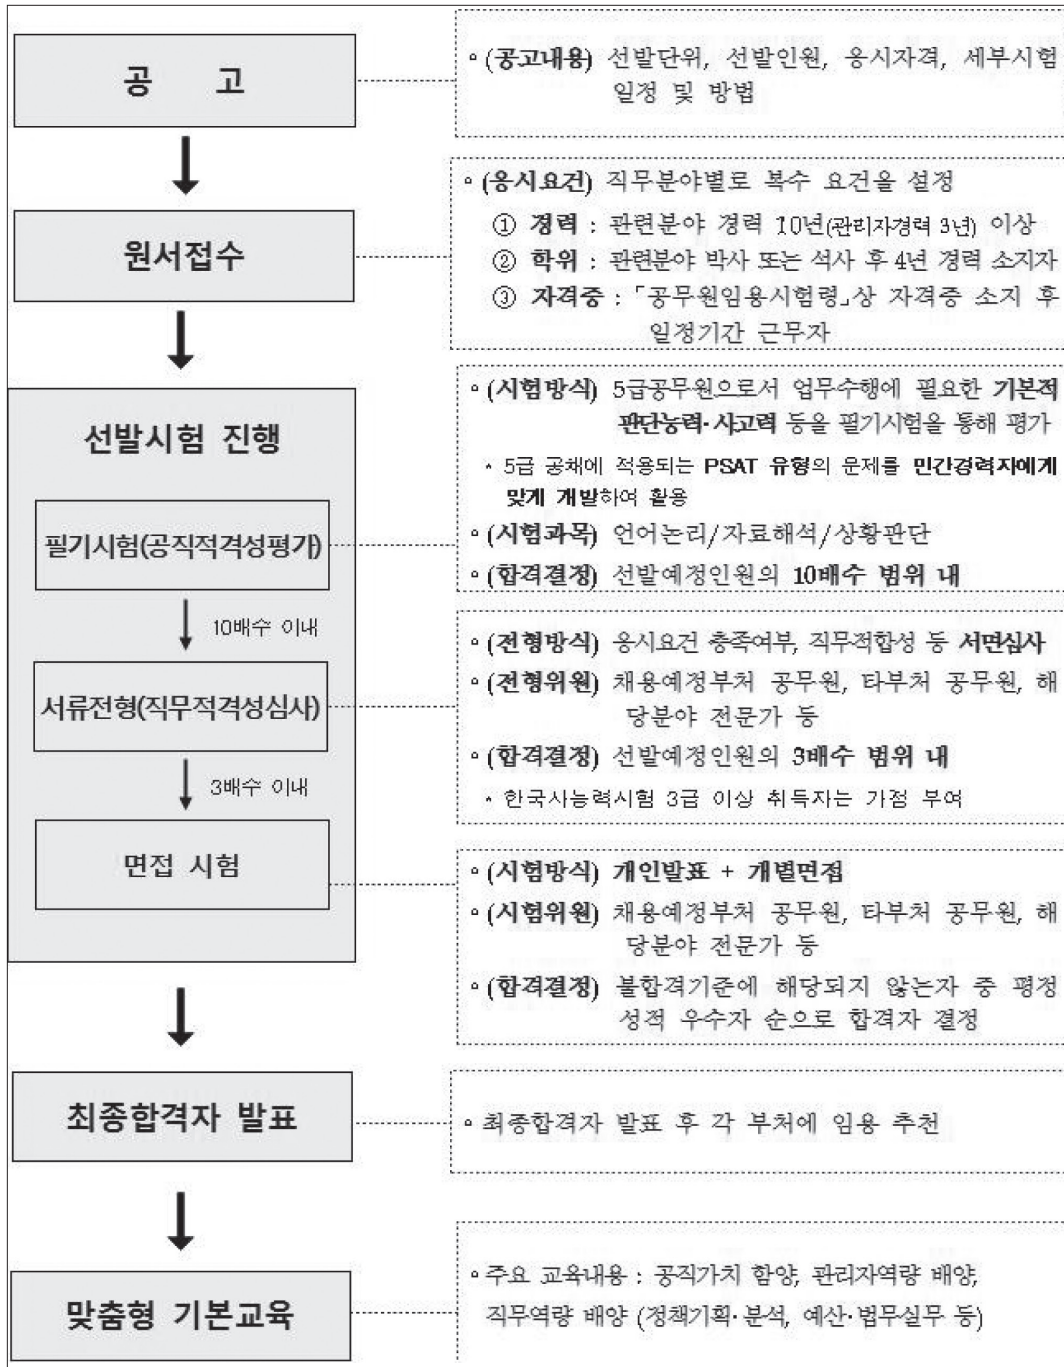 공 고
◦ (공고내용) 선발단위, 선발인원, 응시자격, 세부시험
일정 및 방법
원서접수
◦ (응시요건) 직무분야별로 복수 요건을 설정
① 경력 : 관련분야 경력 10년(관리자경력 3년) 이상
② 학위 : 관련분야 박사 또는 석사 후 4년 경력 소지자
③ 자격증 : 「공무원임용시험령」상 자격증 소지 후
일정기간 근무자
선발시험 진행
필기시험(공직적격성평가)
◦ (시험방식) 5급공무원으로서 업무수행에 필요한 기본적
판단능력·사고력 등을 필기시험을 통해 평가
* 5급 공채에 적용되는 PSAT 유형의 문제를 민간경력자에게
맞게 개발하여 활용
◦ (시험과목) 언어논리/자료해석/상황판단
◦ (합격결정) 선발예정인원의 10배수 범위 내
10배수 이내
서류전형(직무적격성심사)
◦ (전형방식) 응시요건 충족여부, 직무적합성 등 서면심사
◦ (전형위원) 채용예정부처 공무원, 타부처 공무원, 해
당분야 전문가 등
◦ (합격결정) 선발예정인원의 3배수 범위 내
* 한국사능력시험 3급 이상 취득자는 가점 부여
3배수 이내
면접 시험
◦ (시험방식) 개인발표 + 개별면접
◦ (시험위원) 채용예정부처 공무원, 타부처 공무원, 해
당분야 전문가 등
◦ (합격결정) 불합격기준에 해당되지 않는자 중 평정
성적 우수자 순으로 합격자 결정
최종합격자 발표
◦ 최종합격자 발표 후 각 부처에 임용 추천
맞춤형 기본교육
◦ 주요 교육내용 : 공직가치 함양, 관리자역량 배양,
직무역량 배양 (정책기획·분석, 예산·법무실무 등)